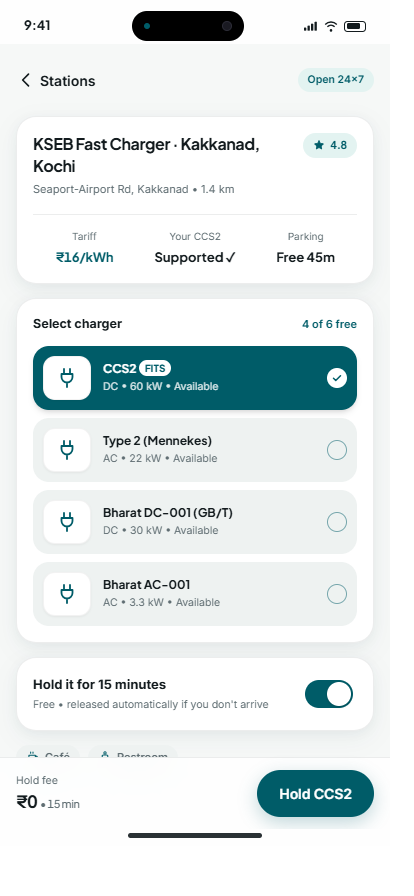 9:41
Stations
Open 24×7
KSEB Fast Charger · Kakkanad,
Kochi
4.8
Seaport-Airport Rd, Kakkanad • 1.4 km
Tariff
Your CCS2
Parking
₹16/kWh
Supported ✓
Free 45m
Select charger
4 of 6 free
CCS2 FITS
DC • 60 kW • Available
Type 2 (Mennekes)
AC • 22 kW • Available
Bharat DC-001 (GB/T)
DC • 30 kW • Available
Bharat AC-001
AC • 3.3 kW • Available
Hold it for 15 minutes
Free • released automatically if you don't arrive
Café
Restroom
Hold fee
₹0 • 15 min
Hold CCS2